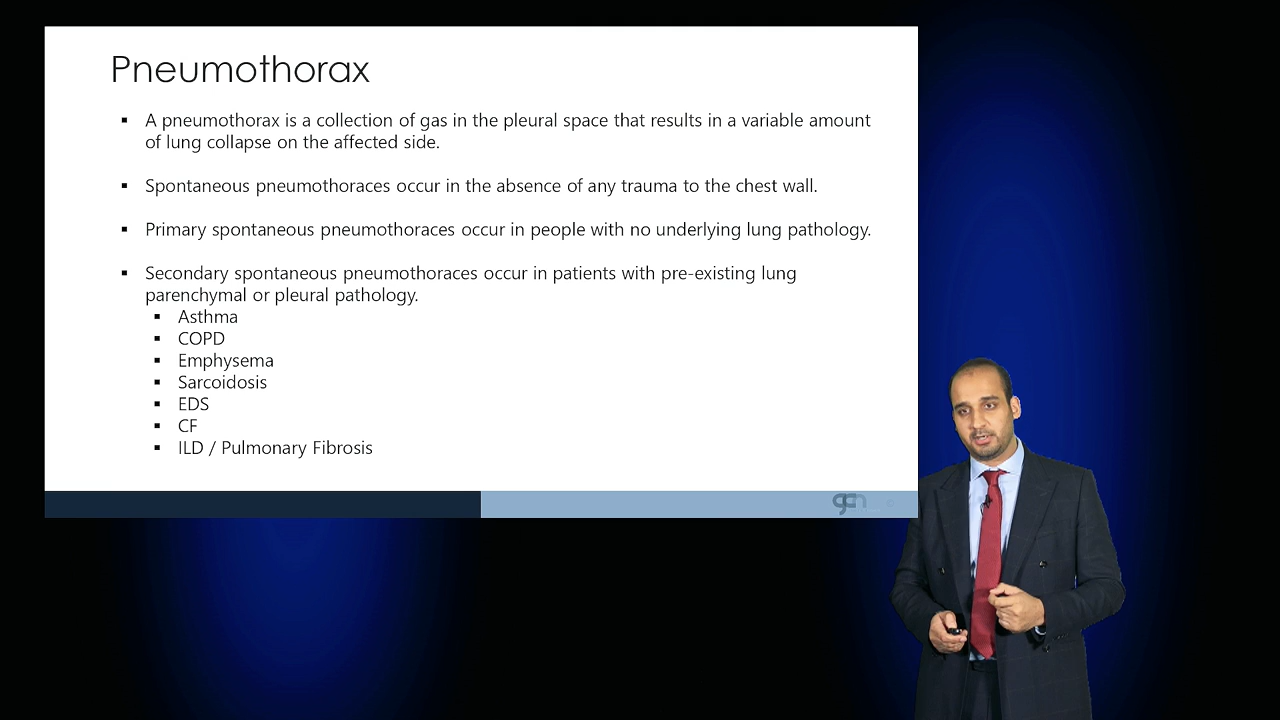 Pneumothorax
▪ A pneumothorax is a collection of gas in the pleural space that results in a variable amount
of lung collapse on the affected side.
▪ Spontaneous pneumothoraces occur in the absence of any trauma to the chest wall.
▪ Primary spontaneous pneumothoraces occur in people with no underlying lung pathology.
▪ Secondary spontaneous pneumothoraces occur in patients with pre-existing lung
parenchymal or pleural pathology.
▪ Asthma
▪ COPD
▪ Emphysema
▪ Sarcoidosis
▪ EDS
▪ CF
▪ ILD / Pulmonary Fibrosis